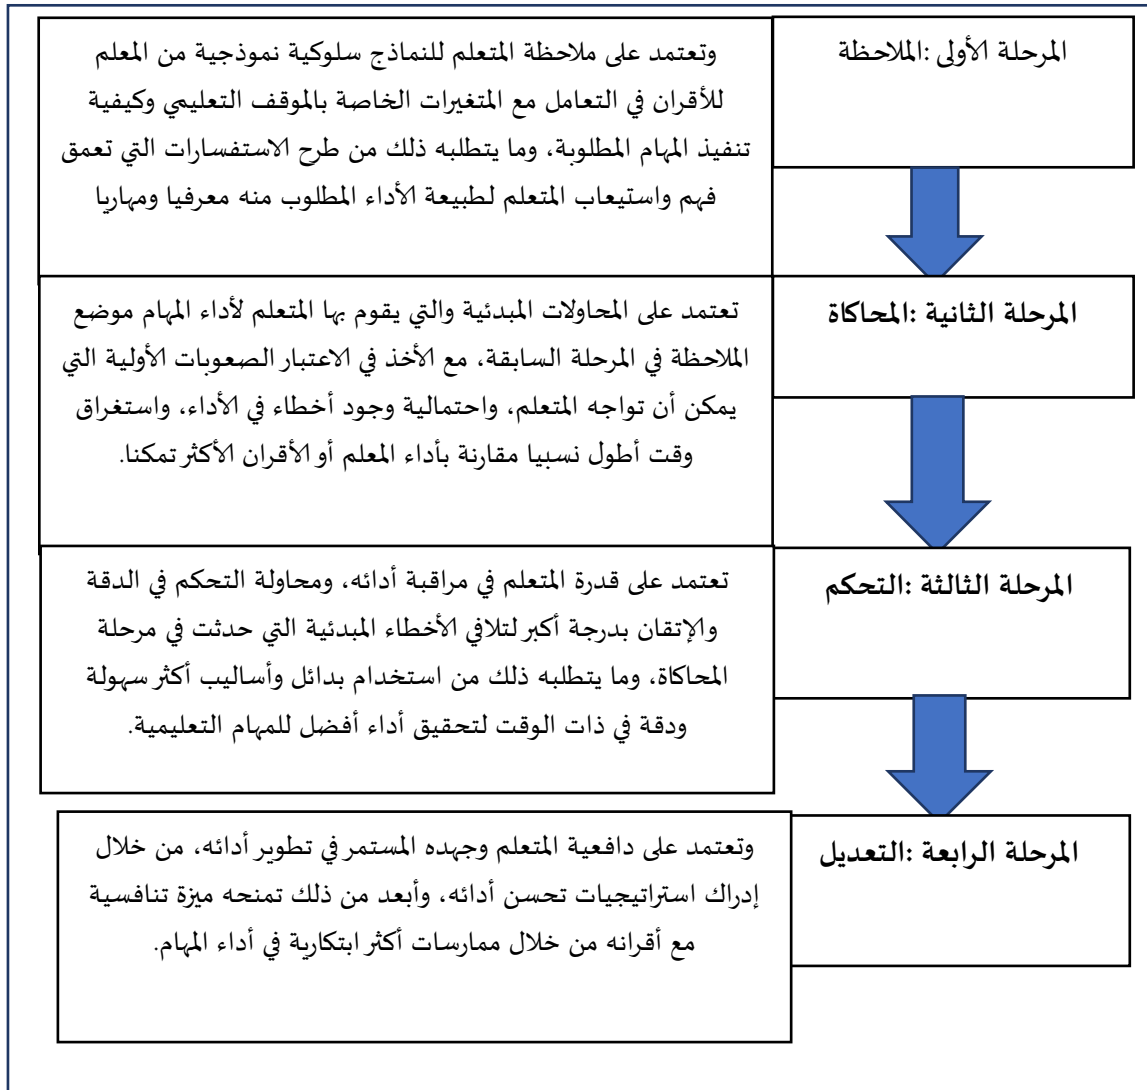 المرحلة الأولى :الملاحظة
وتعتمد على ملاحظة المتعلم للنماذج سلوكية نموذجية من المعلم
للأقران في التعامل مع المتغيرات الخاصة بالموقف التعليمي وكيفية
تنفيذ المهام المطلوبة، وما يتطلبه ذلك من طرح الاستفسارات التي تعمق
فهم واستيعاب المتعلم لطبيعة الأداء المطلوب منه معرفيا ومهاريا
المرحلة الثانية :المحاكاة
تعتمد على المحاولات المبدئية والتي يقوم بها المتعلم لأداء المهام موضع
الملاحظة في المرحلة السابقة، مع الأخذ في الاعتبار الصعوبات الأولية التي
يمكن أن تواجه المتعلم، واحتمالية وجود أخطاء في الأداء، واستغراق
وقت أطول نسبيا مقارنة بأداء المعلم أو الأقران الأكثر تمكنا.
المرحلة الثالثة :التحكم
تعتمد على قدرة المتعلم في مراقبة أدائه، ومحاولة التحكم في الدقة
والإتقان بدرجة أكبر لتلافي الأخطاء المبدئية التي حدثت في مرحلة
المحاكاة، وما يتطلبه ذلك من استخدام بدائل وأساليب أكثر سهولة
ودقة في ذات الوقت لتحقيق أداء أفضل للمهام التعليمية.
المرحلة الرابعة :التعديل
وتعتمد على دافعية المتعلم وجهده المستمر في تطوير أدائه، من خلال
إدراك استراتيجيات تحسن أدائه، وأبعد من ذلك تمنحه ميزة تنافسية
مع أقرانه من خلال ممارسات أكثر ابتكارية في أداء المهام.